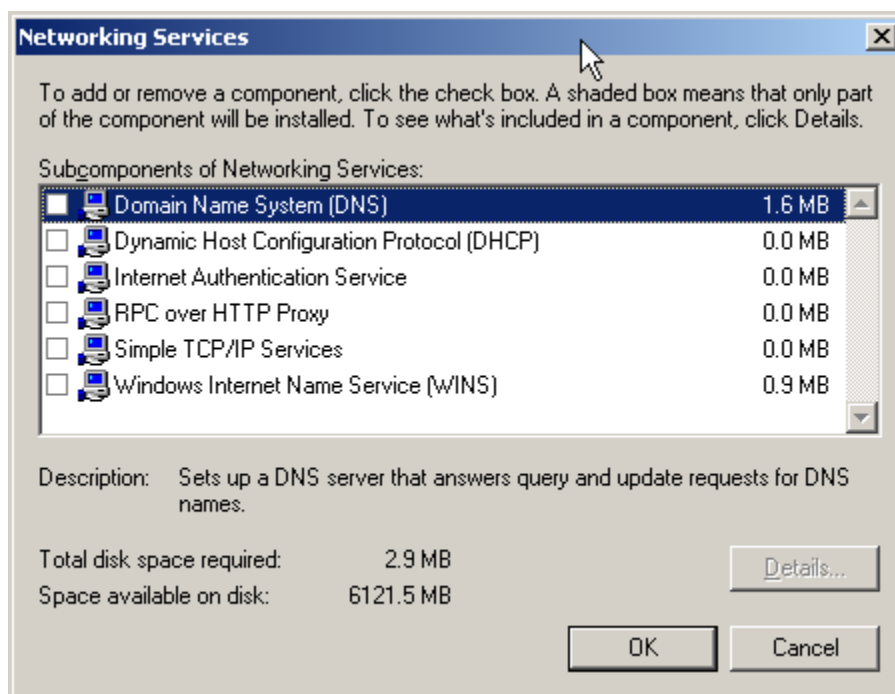 Networking Services
To add or remove a component, click the check box. A shaded box means that only part
of the component will be installed. To see what's included in a component, click Details.
Subcomponents of Networking Services:
Domain Name System (DNS) 1.6 MB
Dynamic Host Configuration Protocol (DHCP) 0.0 MB
Internet Authentication Service 0.0 MB
RPC over HTTP Proxy 0.0 MB
Simple TCP/IP Services 0.0 MB
Windows Internet Name Service (WINS) 0.9 MB
Description: Sets up a DNS server that answers query and update requests for DNS
names.
Total disk space required: 2.9 MB
Space available on disk: 6121.5 MB
Details...
OK Cancel